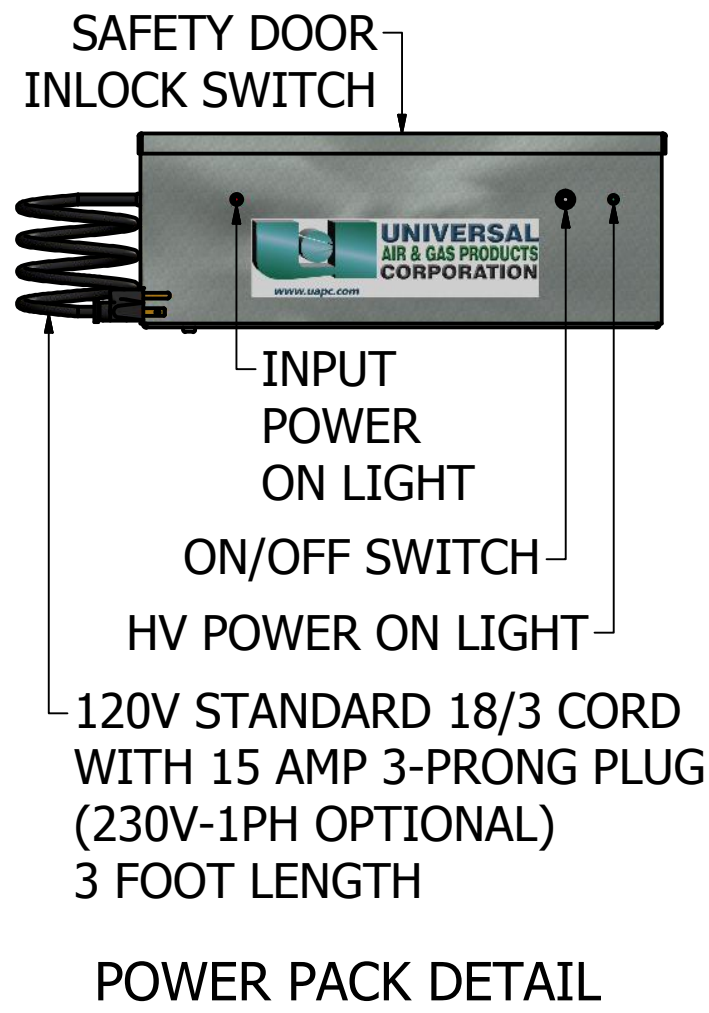 SAFETY DOOR
INLOCK SWITCH
UNIVERSAL
AIR & GAS PRODUCTS
CORPORATION
www.uapc.com
INPUT
POWER
ON LIGHT
ON/OFF SWITCH
HV POWER ON LIGHT
120V STANDARD 18/3 CORD
WITH 15 AMP 3-PRONG PLUG
(230V-1PH OPTIONAL)
3 FOOT LENGTH
POWER PACK DETAIL